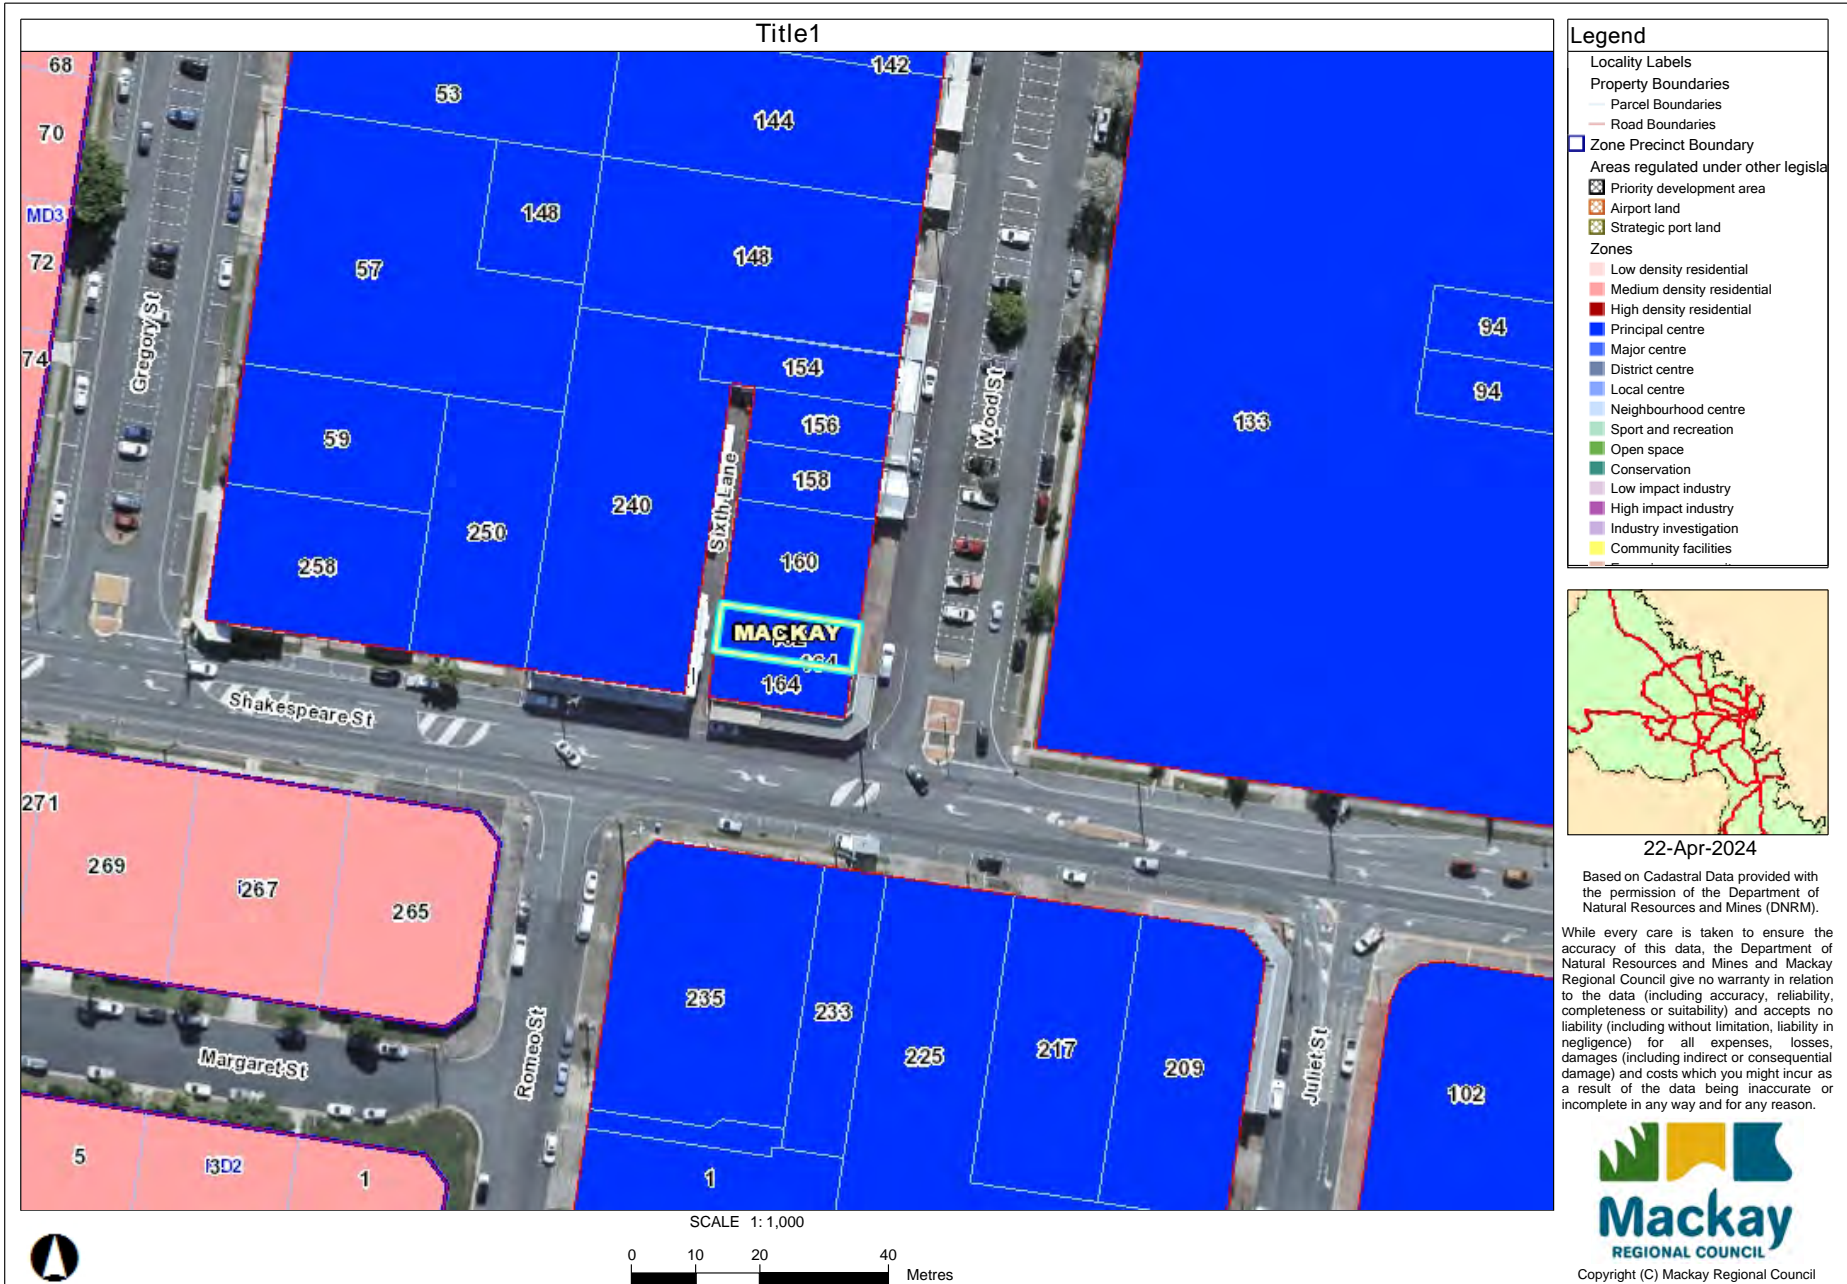 Title1
68
53
142
144
70
148
MD3
72
57
148
94
Gregory St
74
154
94
Wood St
133
156
59
158
Sixth Lane
240
250
258
160
MACKAY
164
164
Shakespeare St
271
269
267
265
235
233
225
217
209
102
Romeo St
Juliet St
Margaret St
5
3
1
1
SCALE 1: 1,000
0 10 20 40
Metres
Legend
Locality Labels
Property Boundaries
Parcel Boundaries
Road Boundaries
Zone Precinct Boundary
Areas regulated under other legisla
Priority development area
Airport land
Strategic port land
Zones
Low density residential
Medium density residential
High density residential
Principal centre
Major centre
District centre
Local centre
Neighbourhood centre
Sport and recreation
Open space
Conservation
Low impact industry
High impact industry
Industry investigation
Community facilities
22-Apr-2024
Based on Cadastral Data provided with
the permission of the Department of
Natural Resources and Mines (DNRM).
While every care is taken to ensure the
accuracy of this data, the Department of
Natural Resources and Mines and Mackay
Regional Council give no warranty in relation
to the data (including accuracy, reliability,
completeness or suitability) and accepts no
liability (including without limitation, liability in
negligence) for all expenses, losses,
damages (including indirect or consequential
damage) and costs which you might incur as
a result of the data being inaccurate or
incomplete in any way and for any reason.
Mackay
REGIONAL COUNCIL
Copyright (C) Mackay Regional Council